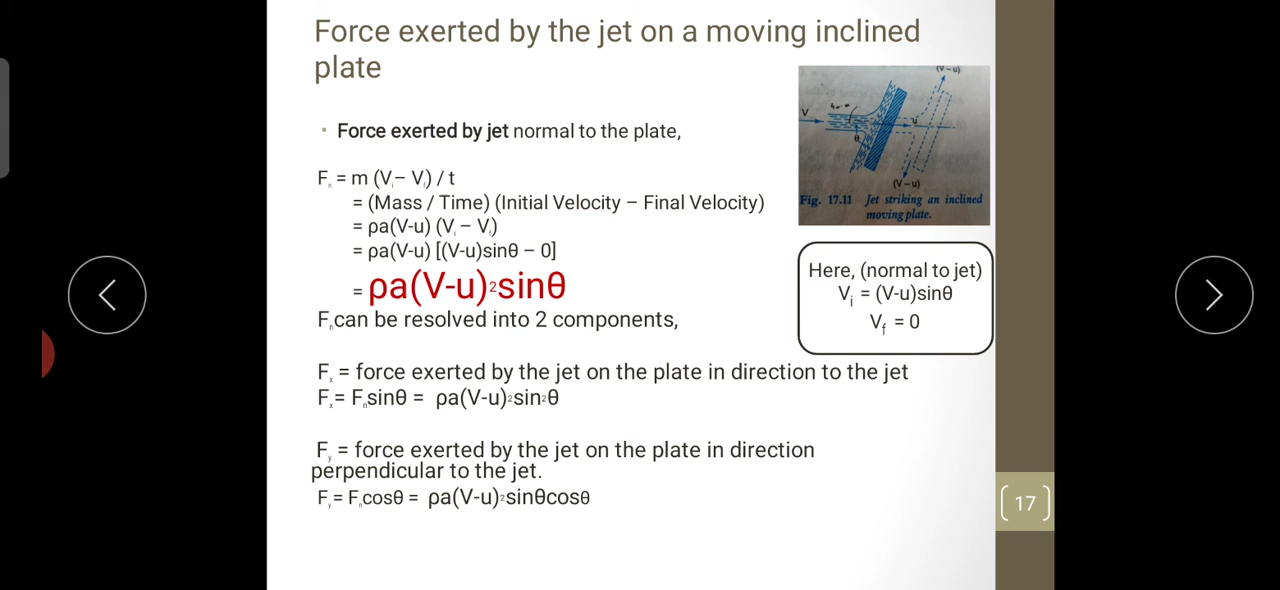 Force exerted by the jet on a moving inclined
plate
• Force exerted by jet normal to the plate,
Fₙ = m (Vᵢ – V) / t
= (Mass / Time) (Initial Velocity – Final Velocity)
= ρa(V-u) (Vᵢ – V)
= ρa(V-u) [(V-u)sinθ – 0]
= ρa(V-u)²sinθ
Fₙcan be resolved into 2 components,
Fₓ = force exerted by the jet on the plate in direction to the jet
Fₓ= Fₙsinθ = ρa(V-u)²sin²θ
Fᵧ = force exerted by the jet on the plate in direction
perpendicular to the jet.
Fᵧ= Fₙcosθ = ρa(V-u)²sinθcosθ
(V–u)
V
u
θ
(V–u)
Fig. 17.11 Jet striking an inclined
moving plate.
Here, (normal to jet)
Vᵢ = (V-u)sinθ
V_f = 0
17